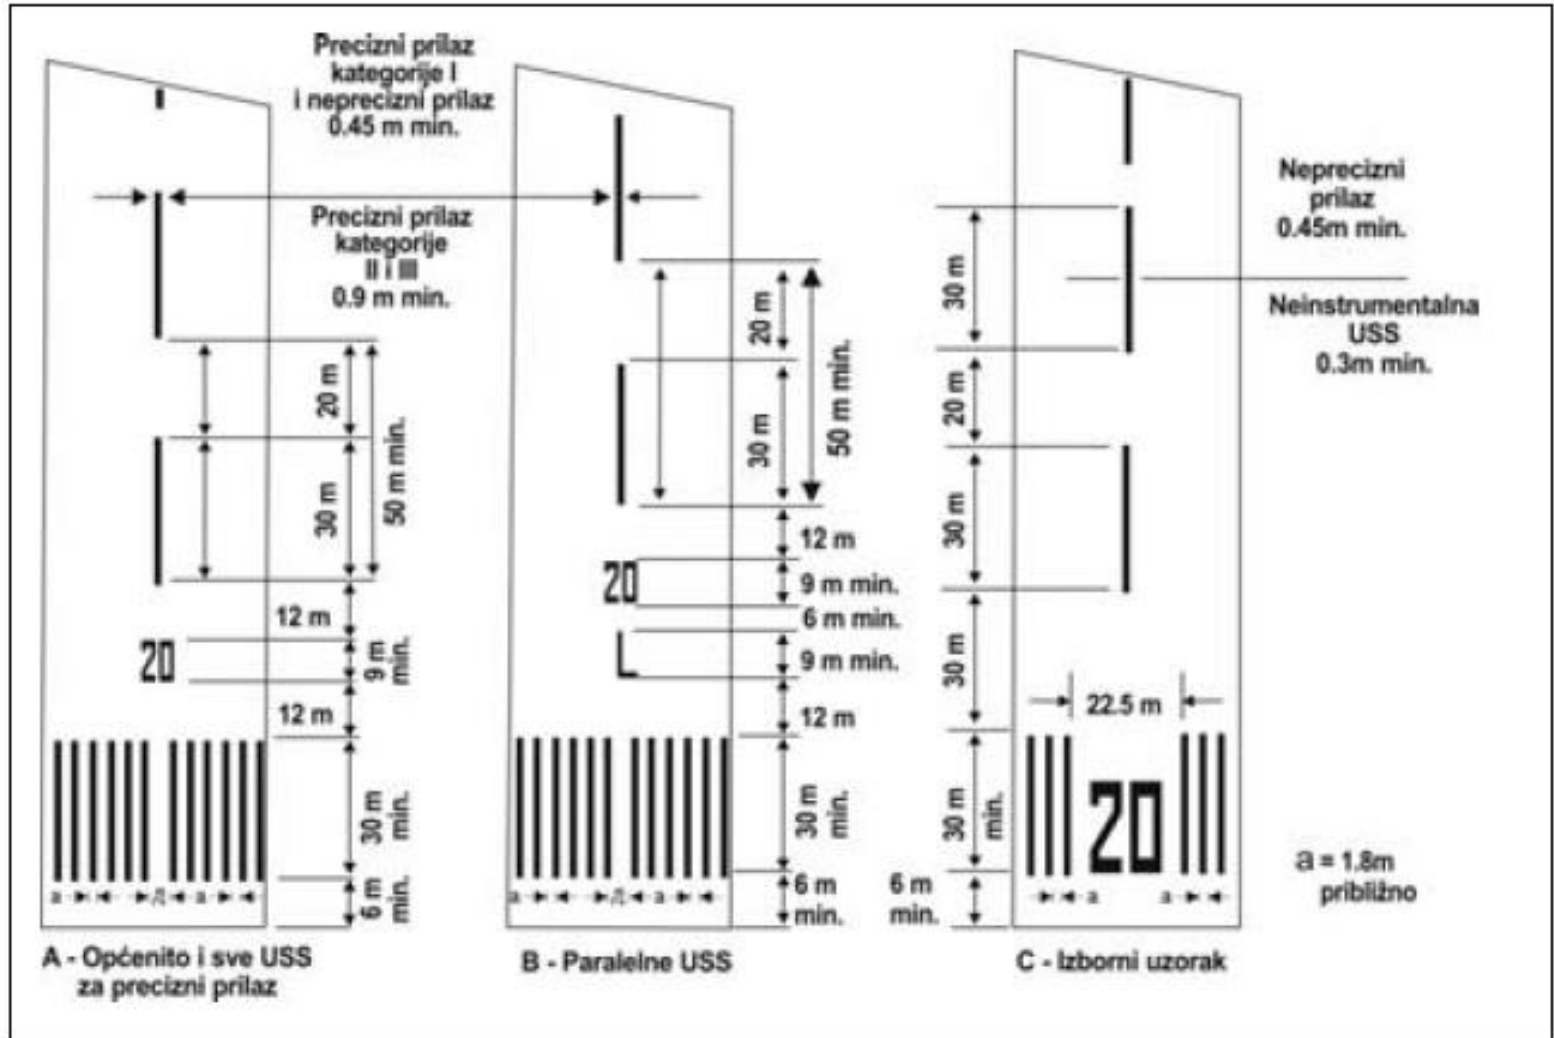 Precizni prilaz
kategorije I
i neprecizni prilaz
0.45 m min.
Precizni prilaz
kategorije
II i III
0.9 m min.
20 m
30 m
50 m min.
12 m
20
9 m
min.
12 m
30 m
min.
6 m
min.
a
a
A - Općenito i sve USS
za precizni prilaz
20 m
30 m
50 m min.
12 m
20
9 m min.
6 m min.
L
9 m min.
12 m
30 m
min.
6 m
min.
a
a
B - Paralelne USS
Neprecizni
prilaz
0.45m min.
Neinstrumentalna
USS
0.3m min.
30 m
20 m
30 m
30 m
22.5 m
30 m
min.
20
6 m
min.
a
a
a = 1.8m
približno
C - Izborni uzorak